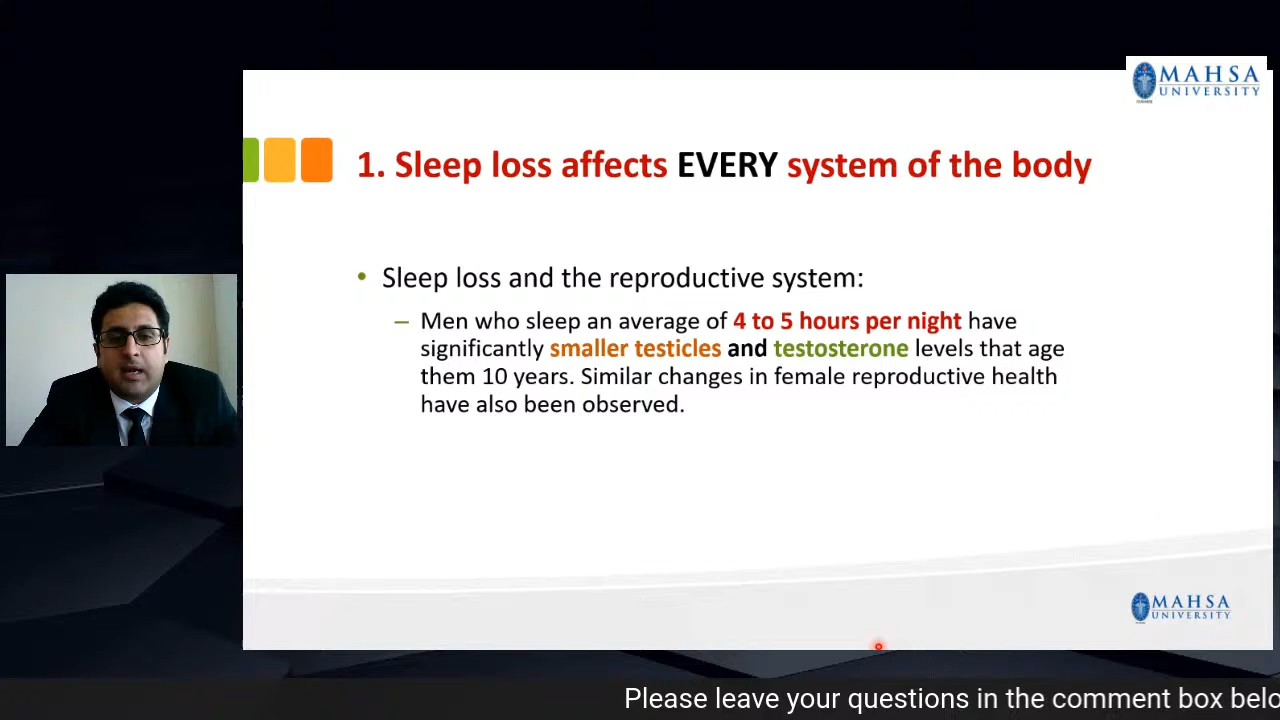 MAHSA
UNIVERSITY
1. Sleep loss affects EVERY system of the body
• Sleep loss and the reproductive system:
– Men who sleep an average of 4 to 5 hours per night have
significantly smaller testicles and testosterone levels that age
them 10 years. Similar changes in female reproductive health
have also been observed.
MAHSA
UNIVERSITY
Please leave your questions in the comment box belo